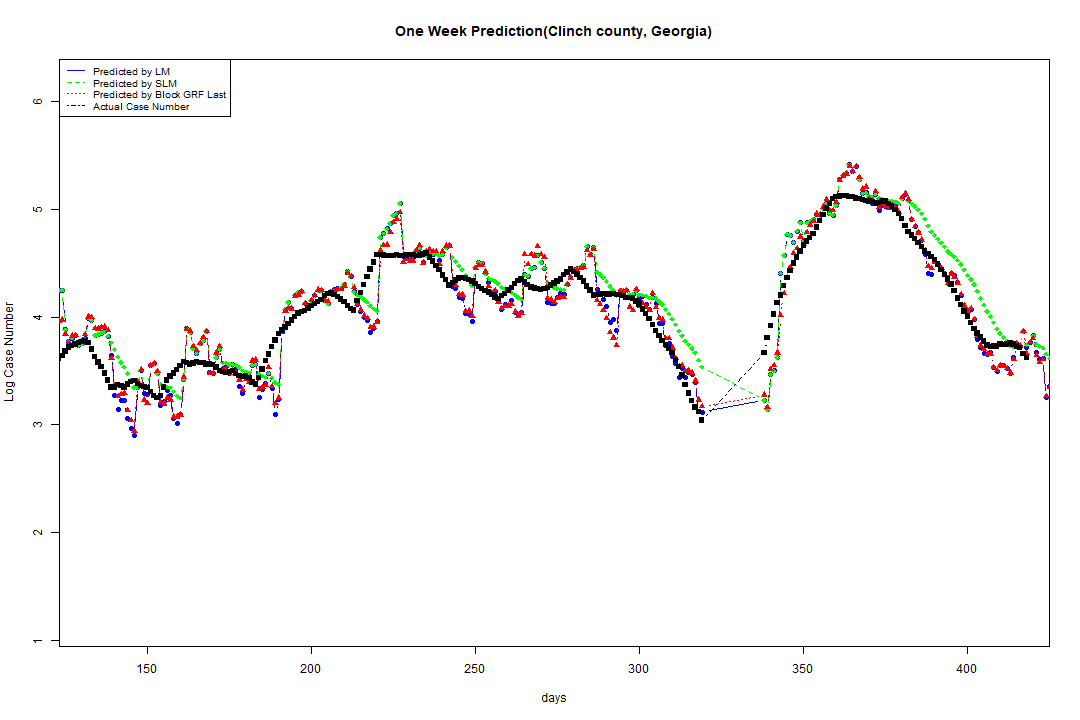 One Week Prediction(Clinch county, Georgia)
Predicted by LM
Predicted by SLM
Predicted by Block GRF Last
Actual Case Number
6
5
4
3
2
1
Log Case Number
150 200 250 300 350 400
days